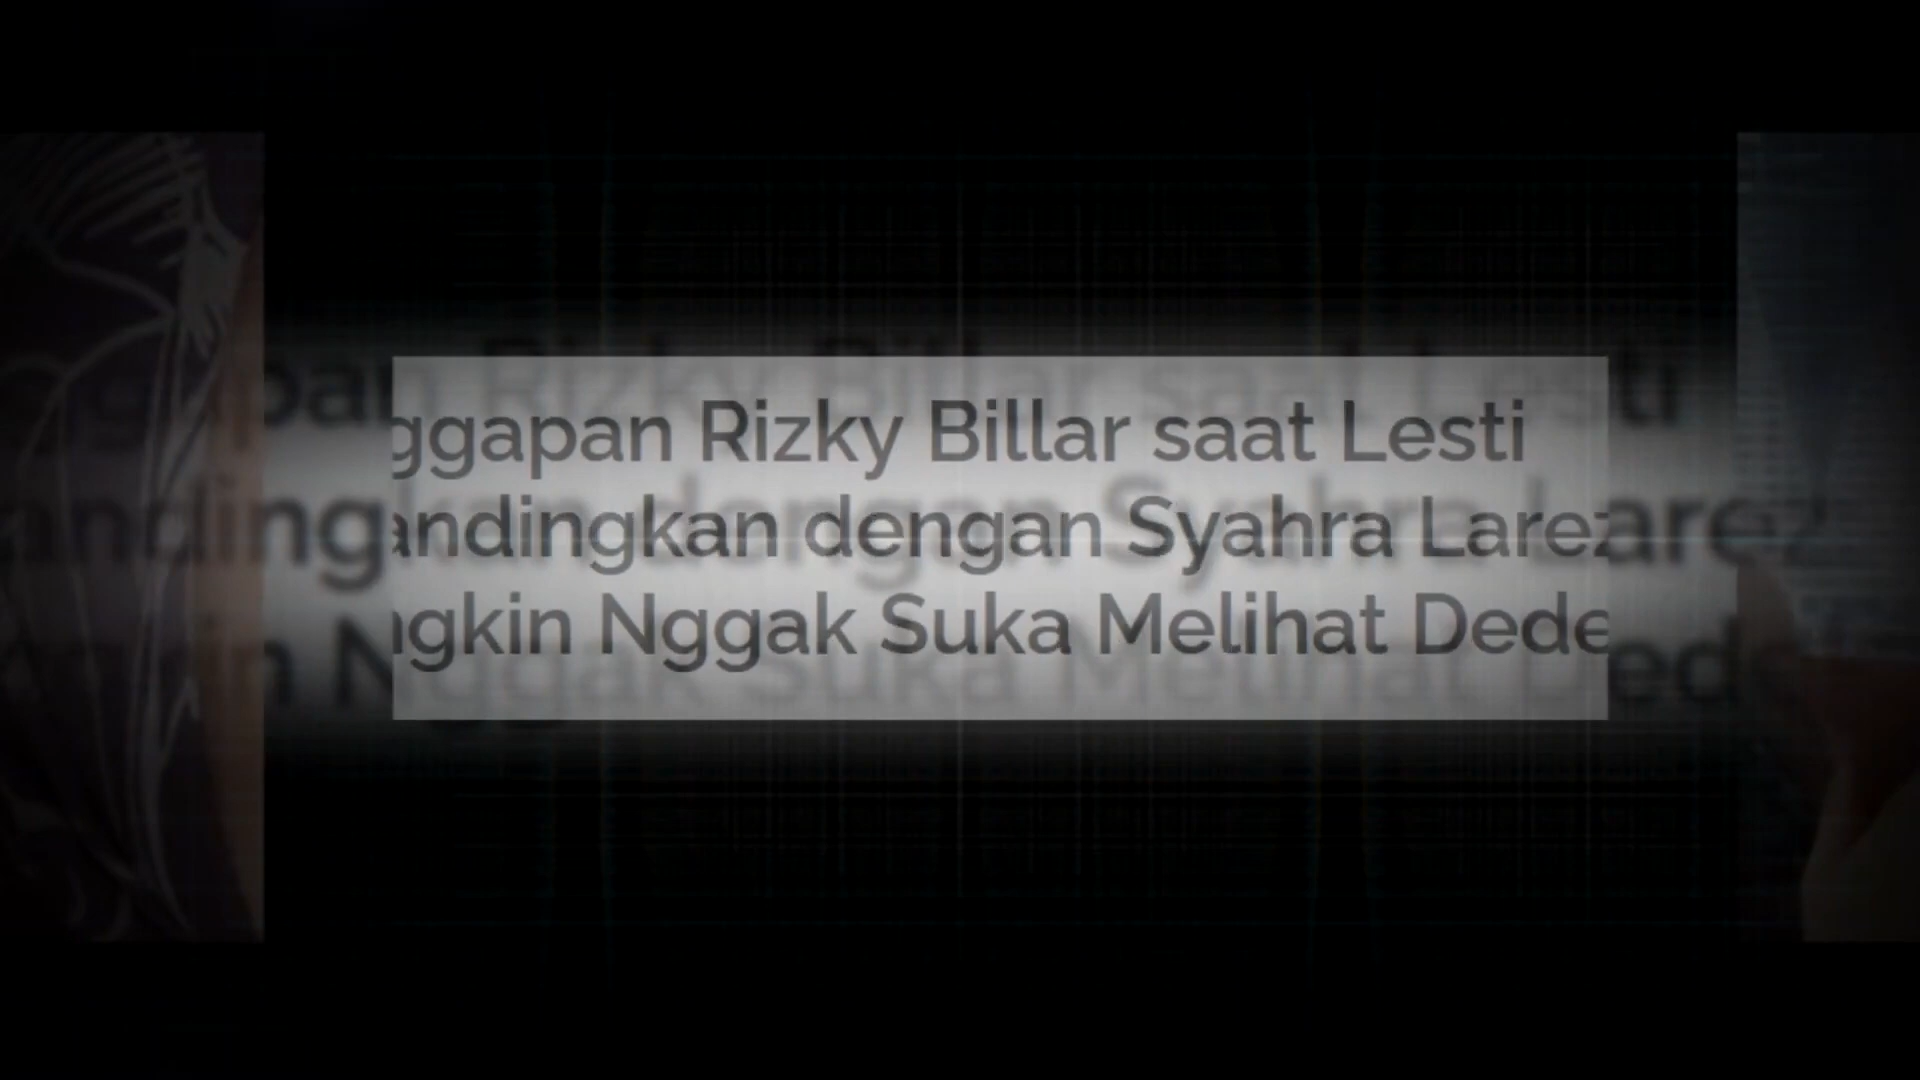 ggapan Rizky Billar saat Lesti
andingkan dengan Syahra Larez
ngkin Nggak Suka Melihat Dede